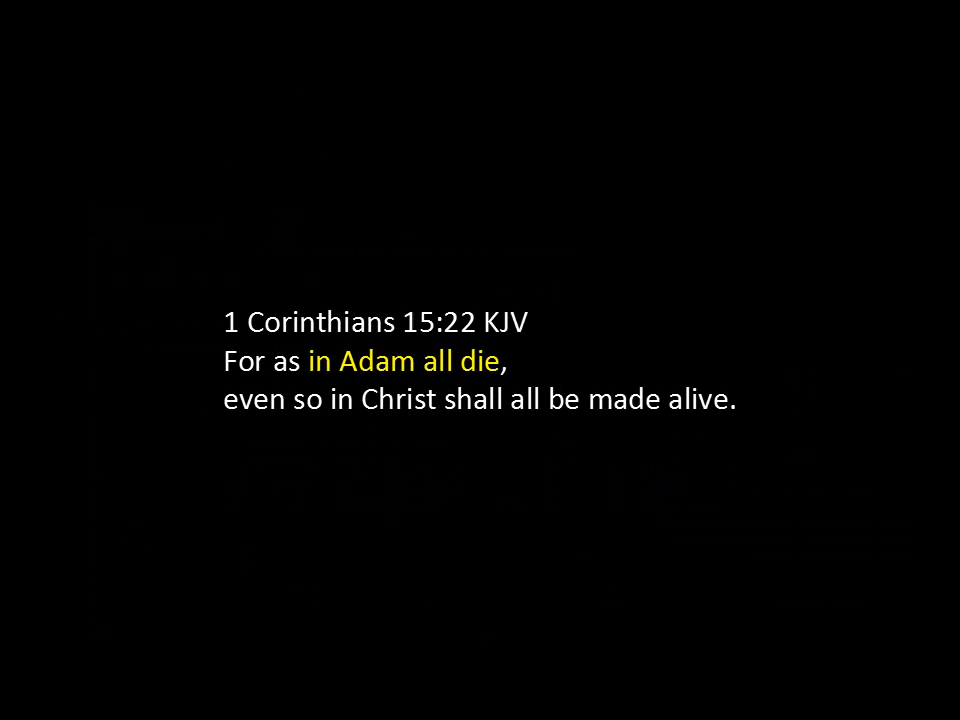 1 Corinthians 15:22 KJV
For as in Adam all die,
even so in Christ shall all be made alive.